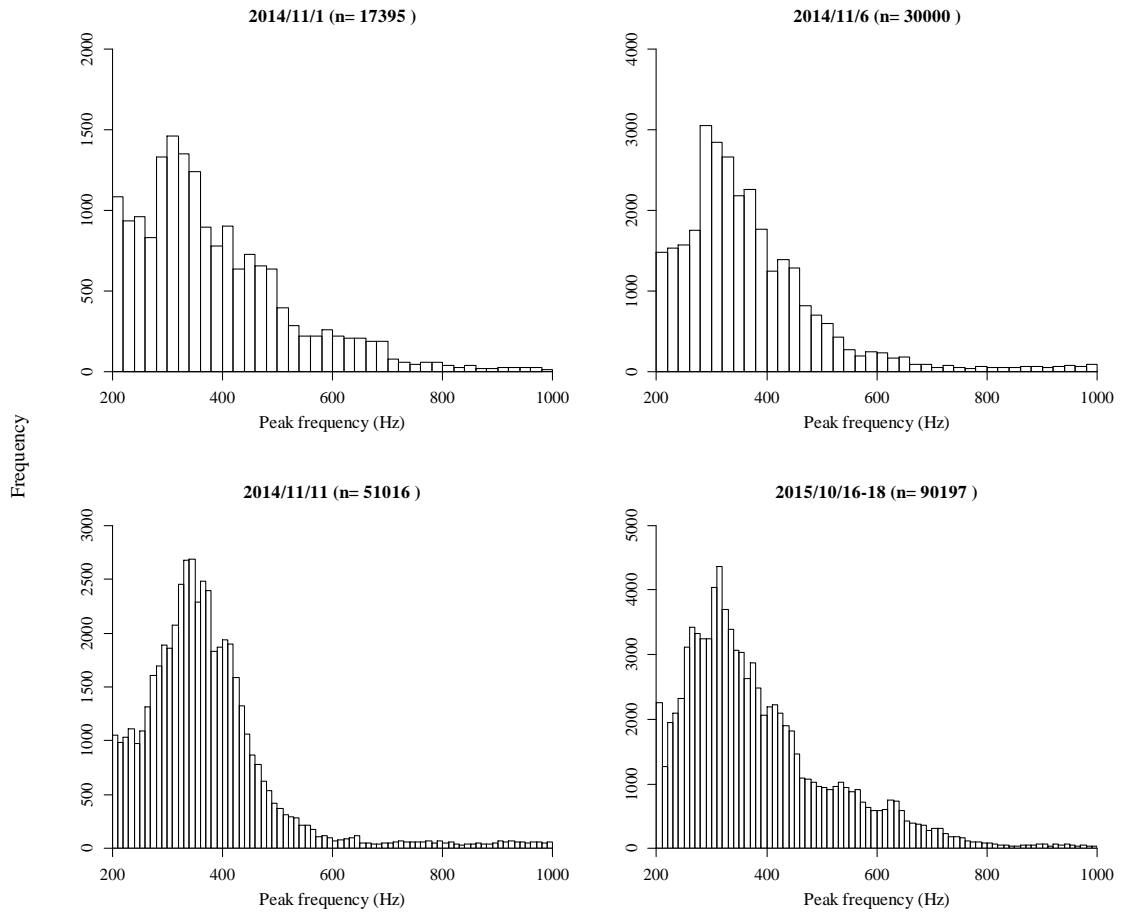 2014/11/1 (n= 17395 )
2000
1500
1000
500
0
200 400 600 800 1000
Peak frequency (Hz)
2014/11/6 (n= 30000 )
4000
3000
2000
1000
0
200 400 600 800 1000
Peak frequency (Hz)
Frequency
2014/11/11 (n= 51016 )
3000
2500
2000
1500
1000
500
0
200 400 600 800 1000
Peak frequency (Hz)
2015/10/16-18 (n= 90197 )
5000
4000
3000
2000
1000
0
200 400 600 800 1000
Peak frequency (Hz)